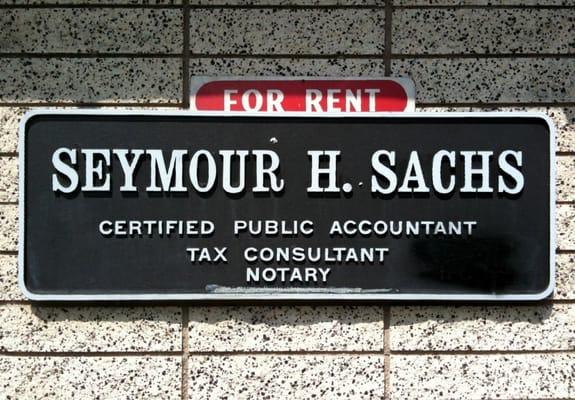 FOR RENT
SEYMOUR H. SACHS
CERTIFIED PUBLIC ACCOUNTANT
TAX CONSULTANT
NOTARY